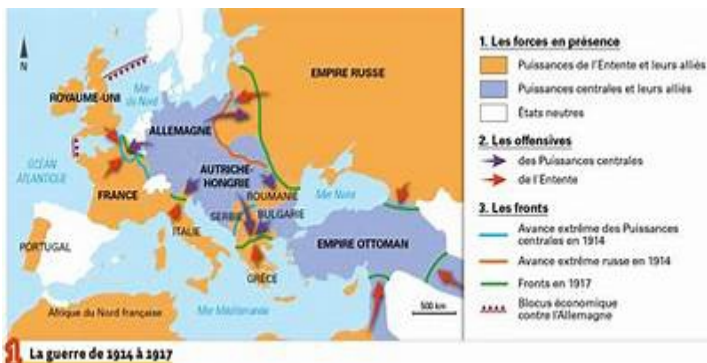 N
ROYAUME-UNI
Mer
du Nord
EMPIRE RUSSE
ALLEMAGNE
OCÉAN
ATLANTIQUE
AUTRICHE-
HONGRIE
FRANCE
ROUMANIE
Mer Noire
SERBIE
BULGARIE
ITALIE
PORTUGAL
EMPIRE OTTOMAN
GRÈCE
Afrique du Nord française
Mer Méditerranée
500 km
1. Les forces en présence
Puissances de l'Entente et leurs alliés
Puissances centrales et leurs alliés
États neutres
2. Les offensives
des Puissances centrales
de l'Entente
3. Les fronts
Avance extrême des Puissances
centrales en 1914
Avance extrême russe en 1914
Fronts en 1917
Blocus économique
contre l'Allemagne
1 La guerre de 1914 à 1917